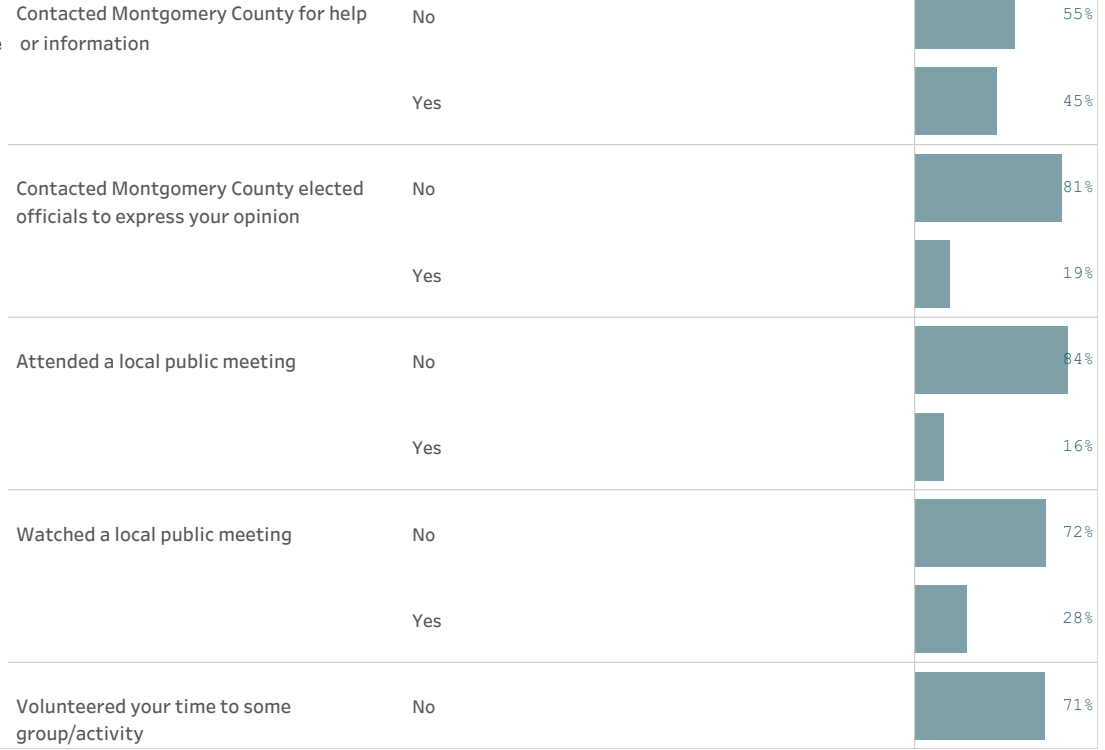 Contacted Montgomery County for help No 55%
or information
Yes 45%
Contacted Montgomery County elected No 81%
officials to express your opinion
Yes 19%
Attended a local public meeting No 84%
Yes 16%
Watched a local public meeting No 72%
Yes 28%
Volunteered your time to some No 71%
group/activity